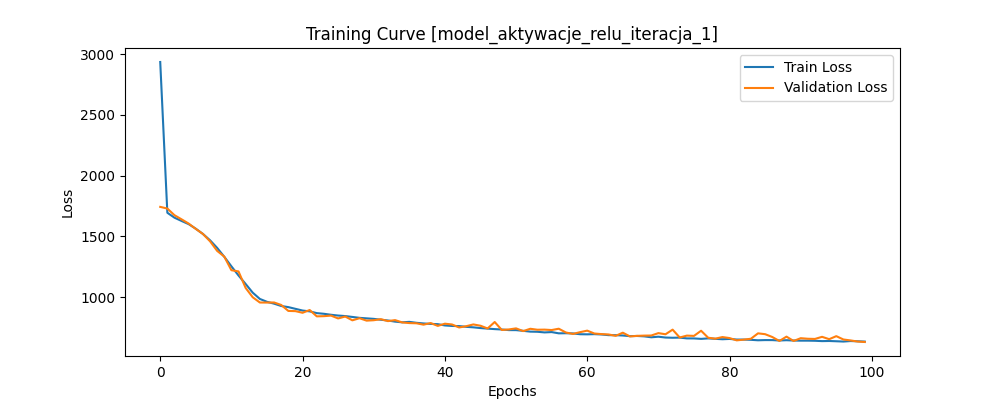 Training Curve [model_aktywacje_relu_iteracja_1]
Train Loss
Validation Loss
3000
2500
2000
1500
1000
Loss
0
20
40
60
80
100
Epochs